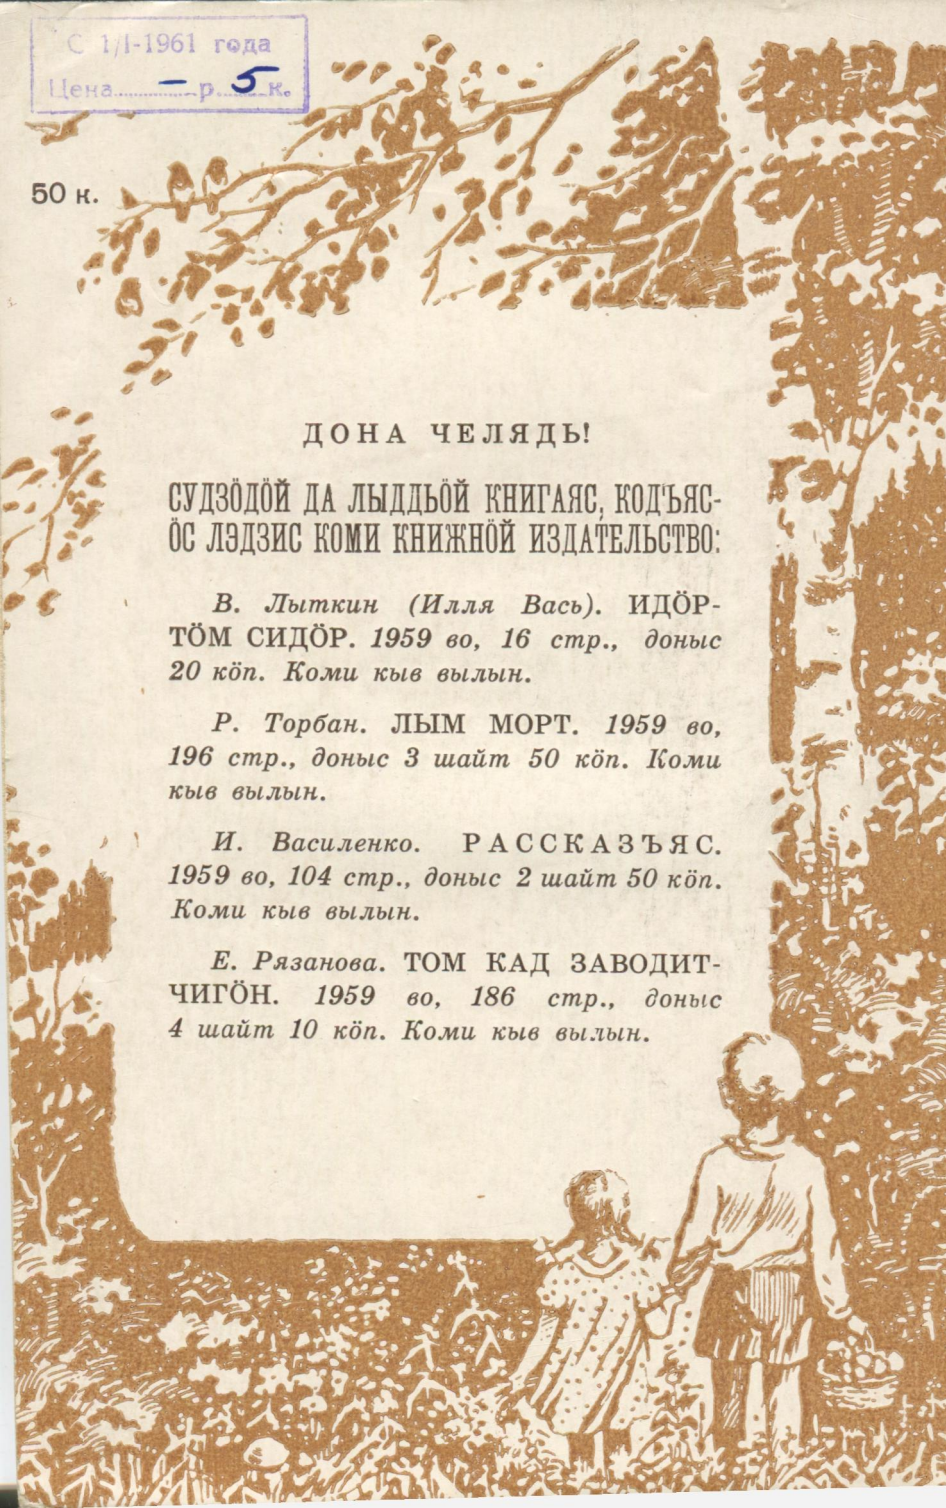 С 1/I-1961 года
Цена — р. 5 к.
50 к.
ДОНА ЧЕЛЯДЬ!
СУДЗӦДӦЙ ДА ЛЫДДЬӦЙ КНИГАЯС, КОДЪЯС-
ӦС ЛЭДЗИС КОМИ КНИЖНӦЙ ИЗДАТЕЛЬСТВО:
В. Лыткин (Илля Вась). ИДӦР-
ТӦМ СИДӦР. 1959 во, 16 стр., доныс
20 кӧп. Коми кыв вылын.
Р. Торбан. ЛЫМ МОРТ. 1959 во,
196 стр., доныс 3 шайт 50 кӧп. Коми
кыв вылын.
И. Василенко. РАССКАЗЪЯС.
1959 во, 104 стр., доныс 2 шайт 50 кӧп.
Коми кыв вылын.
Е. Рязанова. ТОМ КАД ЗАВОДИТ-
ЧИГӦН. 1959 во, 186 стр., доныс
4 шайт 10 кӧп. Коми кыв вылын.